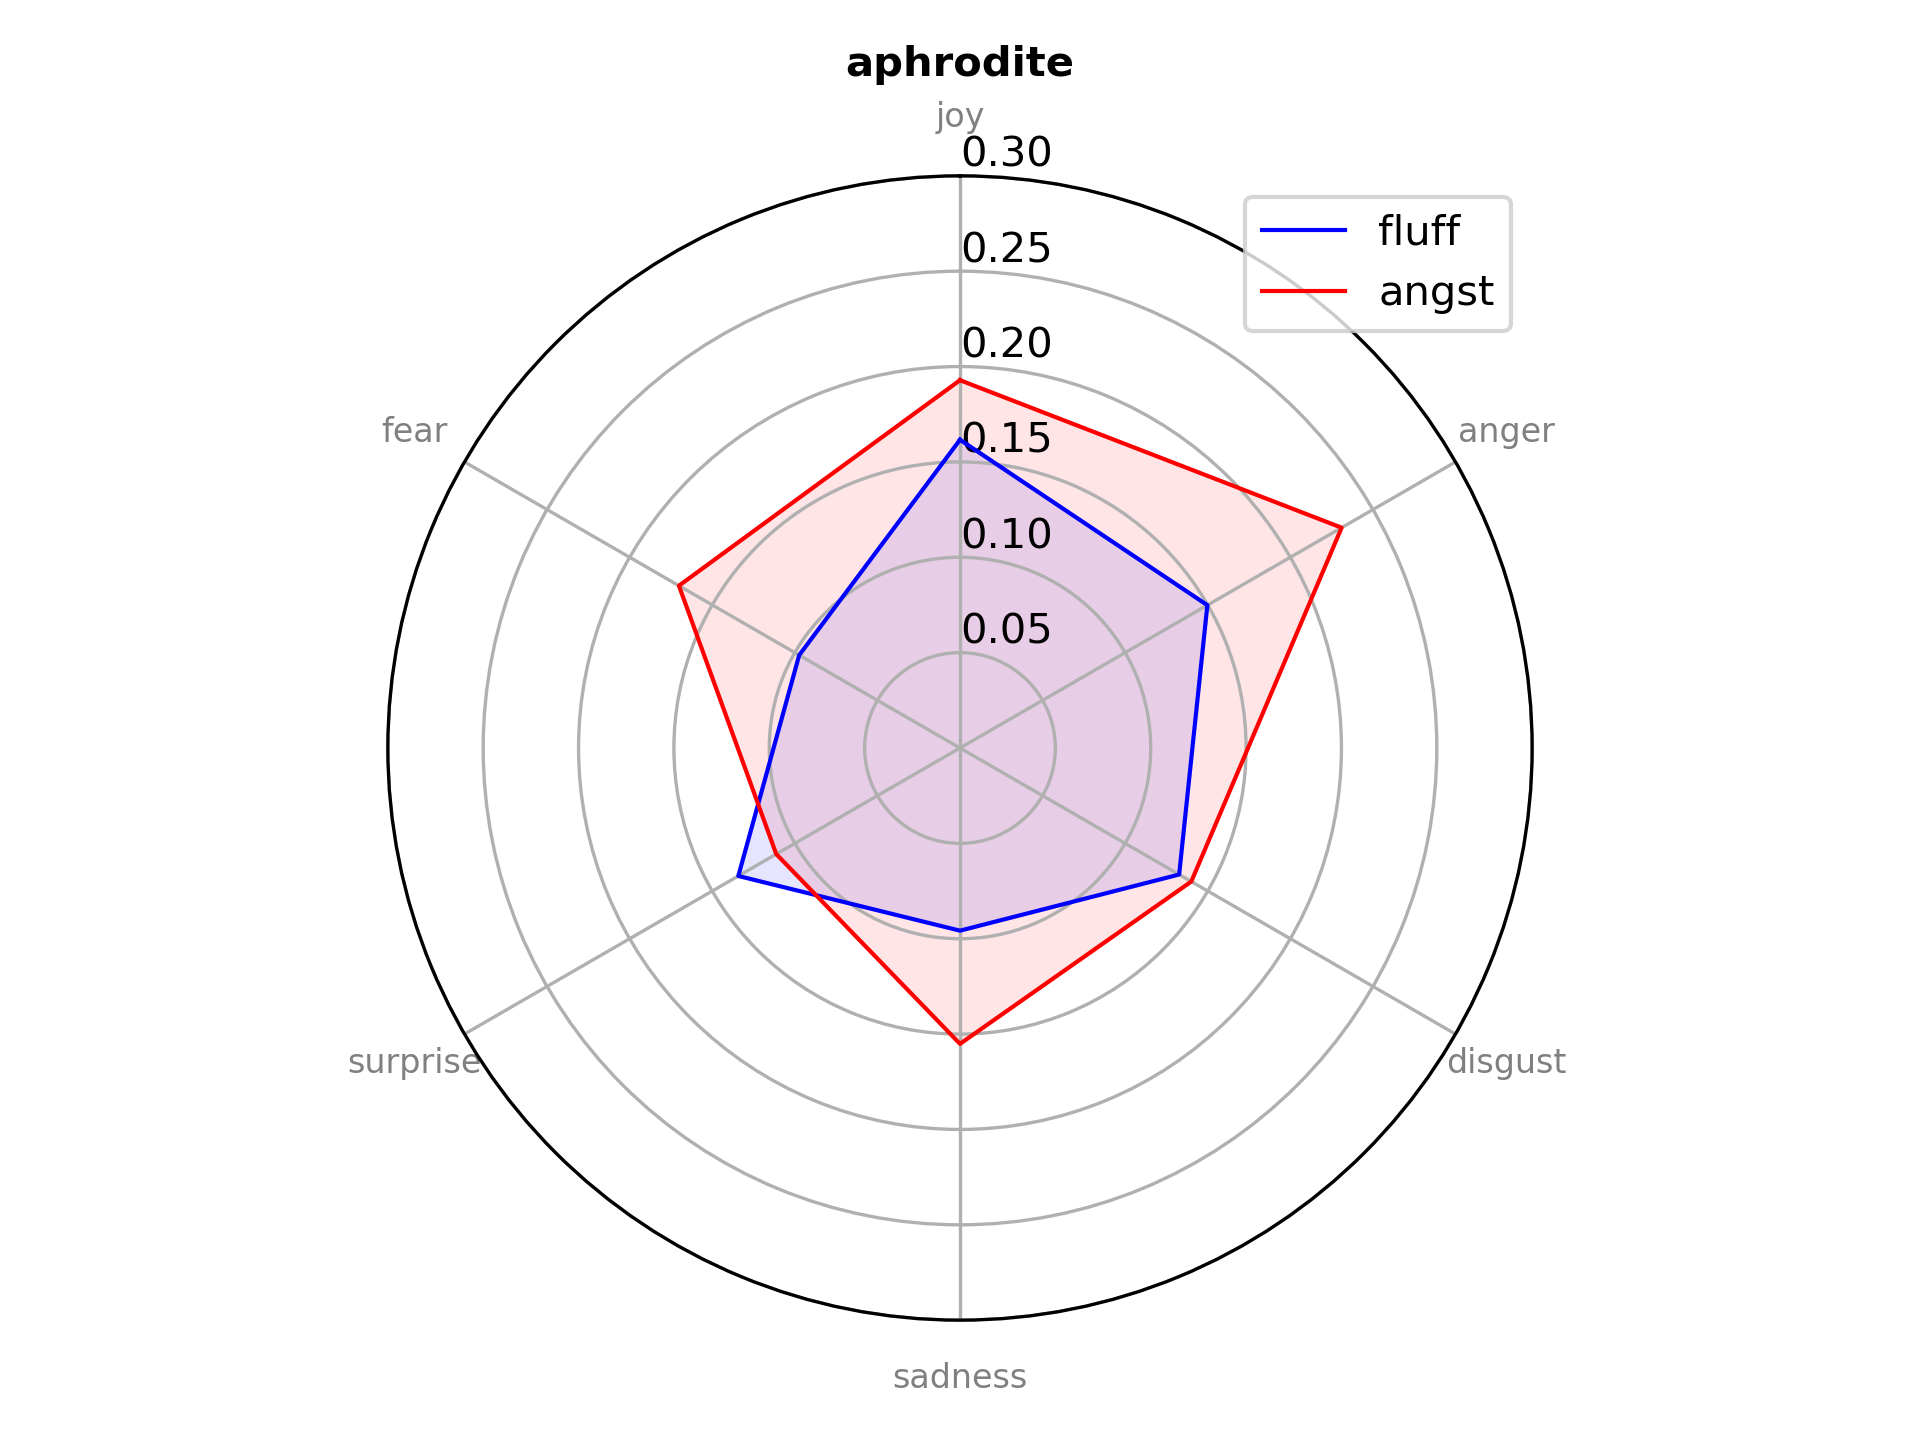 aphrodite
joy
0.30
fluff
0.25
angst
0.20
fear
anger
0.15
0.10
0.05
surprise
disgust
sadness